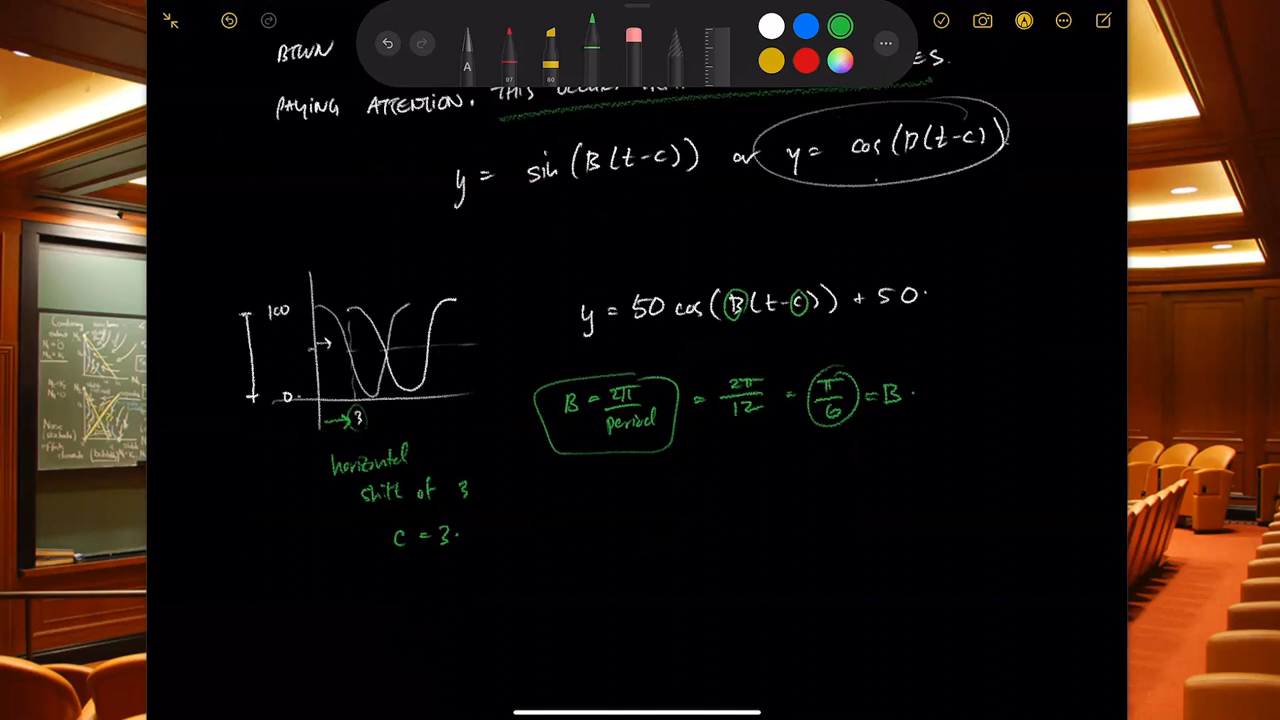 BTWN
ES.
PAYING ATTENTION. THIS
y = sin(B(t-c)) or y = cos(B(t-c))
100
0
3
y = 50 cos(B(t-c)) + 50.
B = 2π/period = 2π/12 = π/6 = B.
horizontal
shift of 3
c = 3.